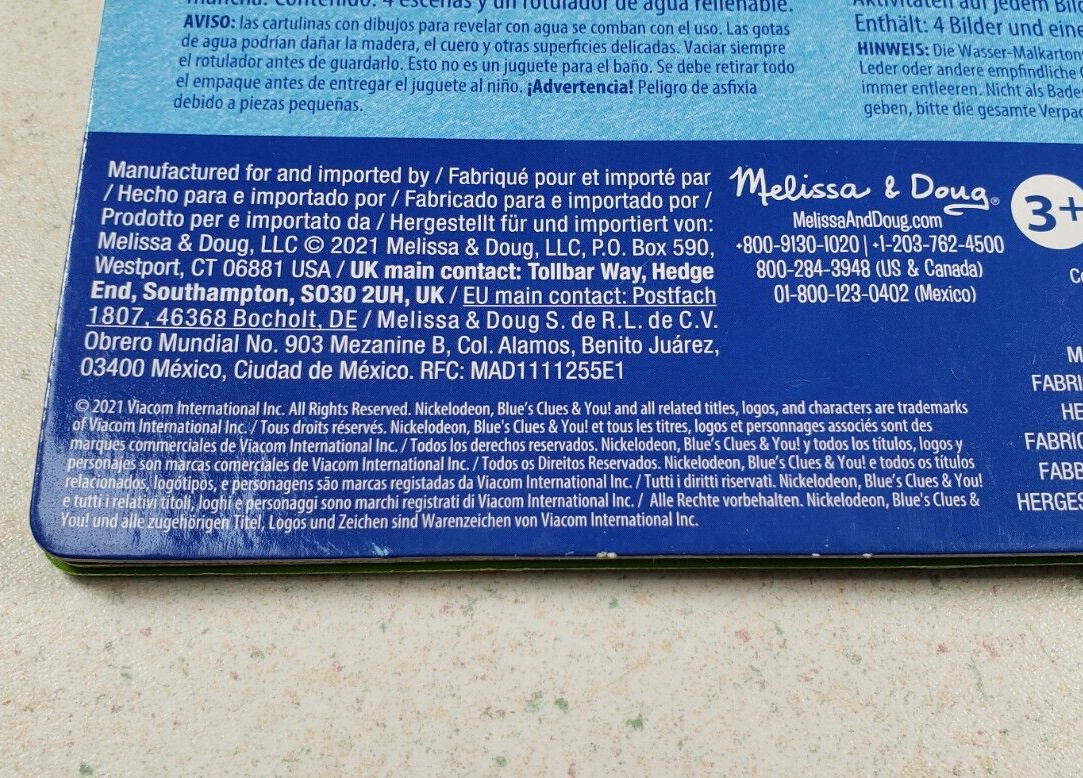 mancha. Contenido: 4 escenas y un rotulador de agua rellenable.
AVISO: las cartulinas con dibujos para revelar con agua se comban con el uso. Las gotas
de agua podrían dañar la madera, el cuero y otras superficies delicadas. Vaciar siempre
el rotulador antes de guardarlo. Esto no es un juguete para el baño. Se debe retirar todo
el empaque antes de entregar el juguete al niño. ¡Advertencia! Peligro de asfixia
debido a piezas pequeñas.
Aktivitäten auf jedem Bild
Enthält: 4 Bilder und eine
HINWEIS: Die Wasser-Malkarton
Leder oder andere empfindliche
immer entleeren. Nicht als Bades
geben, bitte die gesamte Verpac
Manufactured for and imported by / Fabriqué pour et importé par
/ Hecho para e importado por / Fabricado para e importado por /
Prodotto per e importato da / Hergestellt für und importiert von:
Melissa & Doug, LLC © 2021 Melissa & Doug, LLC, P.O. Box 590,
Westport, CT 06881 USA / UK main contact: Tollbar Way, Hedge
End, Southampton, SO30 2UH, UK / EU main contact: Postfach
1807, 46368 Bocholt, DE / Melissa & Doug S. de R.L. de C.V.
Obrero Mundial No. 903 Mezanine B, Col. Alamos, Benito Juárez,
03400 México, Ciudad de México. RFC: MAD1111255E1
Melissa & Doug®
MelissaAndDoug.com
+800-9130-1020 | +1-203-762-4500
800-284-3948 (US & Canada)
01-800-123-0402 (Mexico)
3+
© 2021 Viacom International Inc. All Rights Reserved. Nickelodeon, Blue's Clues & You! and all related titles, logos, and characters are trademarks
of Viacom International Inc. / Tous droits réservés. Nickelodeon, Blue's Clues & You! et tous les titres, logos et personnages associés sont des
marques commerciales de Viacom International Inc. / Todos los derechos reservados. Nickelodeon, Blue's Clues & You! y todos los títulos, logos y
personajes son marcas comerciales de Viacom International Inc. / Todos os Direitos Reservados. Nickelodeon, Blue's Clues & You! e todos os títulos
relacionados, logótipos, e personagens são marcas registadas da Viacom International Inc. / Tutti i diritti riservati. Nickelodeon, Blue's Clues & You!
e tutti i relativi titoli, loghi e personaggi sono marchi registrati di Viacom International Inc. / Alle Rechte vorbehalten. Nickelodeon, Blue's Clues &
You! und alle zugehörigen Titel, Logos und Zeichen sind Warenzeichen von Viacom International Inc.
C
M
FABRI
HE
FABRIC
FABB
HERGES